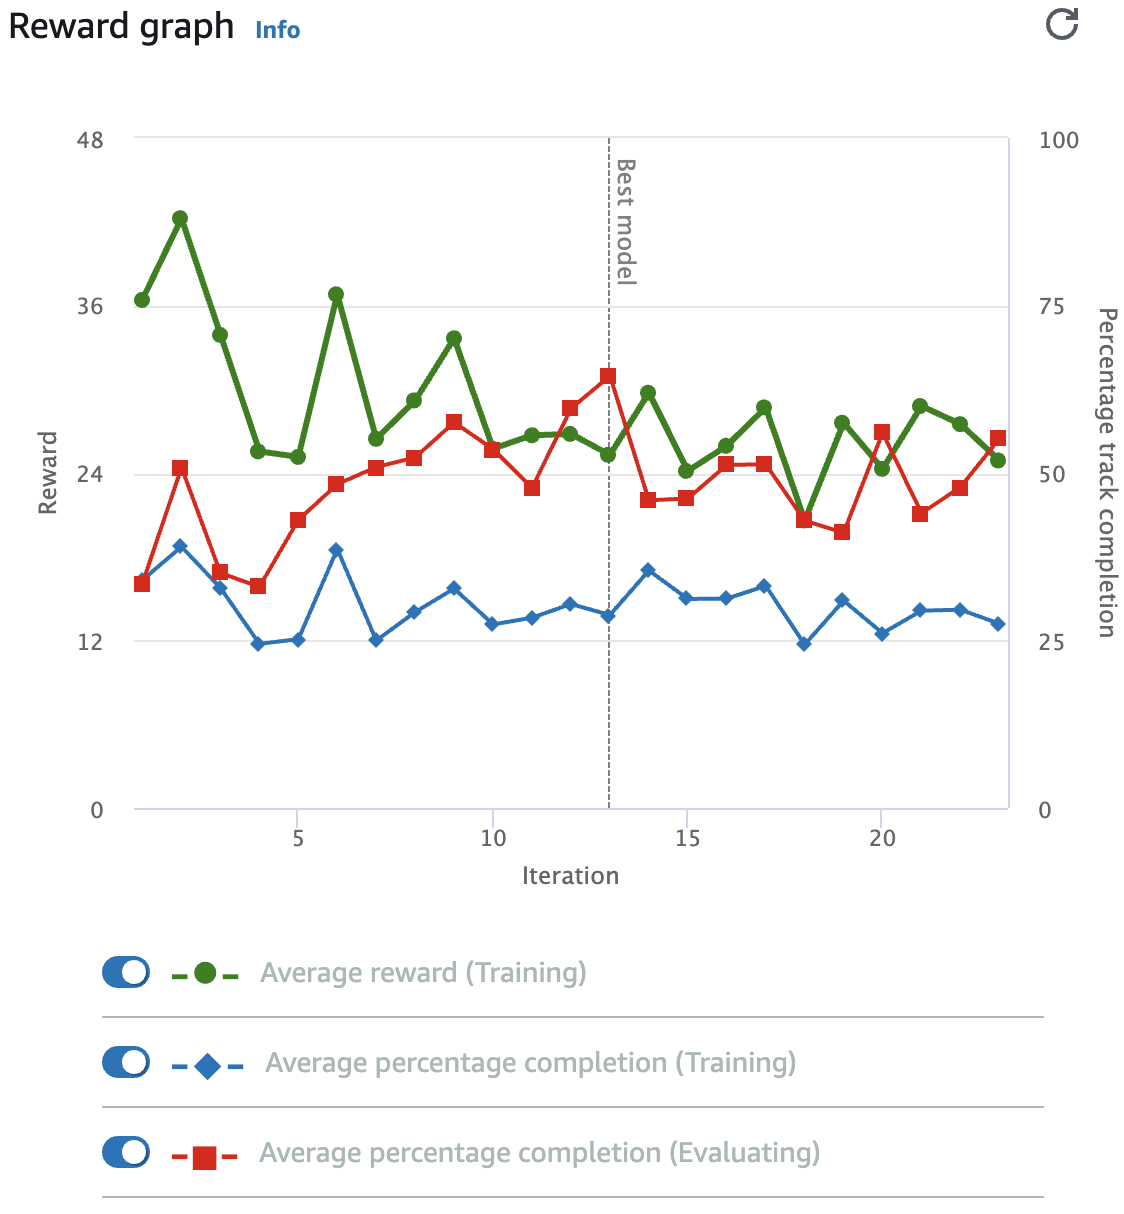 Reward graph Info
48
36
24
12
0
Reward
100
75
50
25
0
Percentage track completion
Best model
5 10 15 20
Iteration
Average reward (Training)
Average percentage completion (Training)
Average percentage completion (Evaluating)